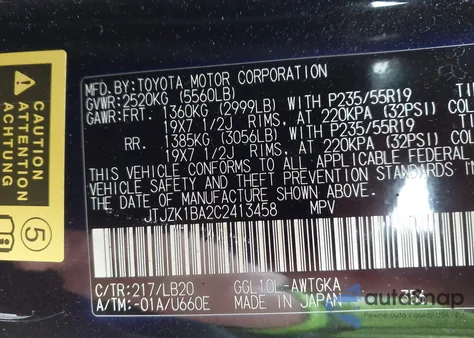 CAUTION
ATTENTION
ACHTUNG
5
MFD. BY: TOYOTA MOTOR CORPORATION
GVWR: 2520KG (5560LB)
GAWR: FRT. 1360KG (2999LB) WITH P235/55R19 TI
19X7 1/2J RIMS, AT 220KPA (32PSI) COLD
RR. 1385KG (3056LB) WITH P235/55R19 TI
19X7 1/2J RIMS, AT 220KPA (32PSI)
THIS VEHICLE CONFORMS TO ALL APPLICABLE FEDERAL
SAFETY AND THEFT PREVENTION STANDARDS
THE DATE OF MANUFACTURE SHOWN ABOVE.
JTJZK1BA2C2413458 MPV
C/TR: 217/LB20 GGL10L-AWTGKA
A/TM: -01A/U660E MADE IN JAPAN
autosnap